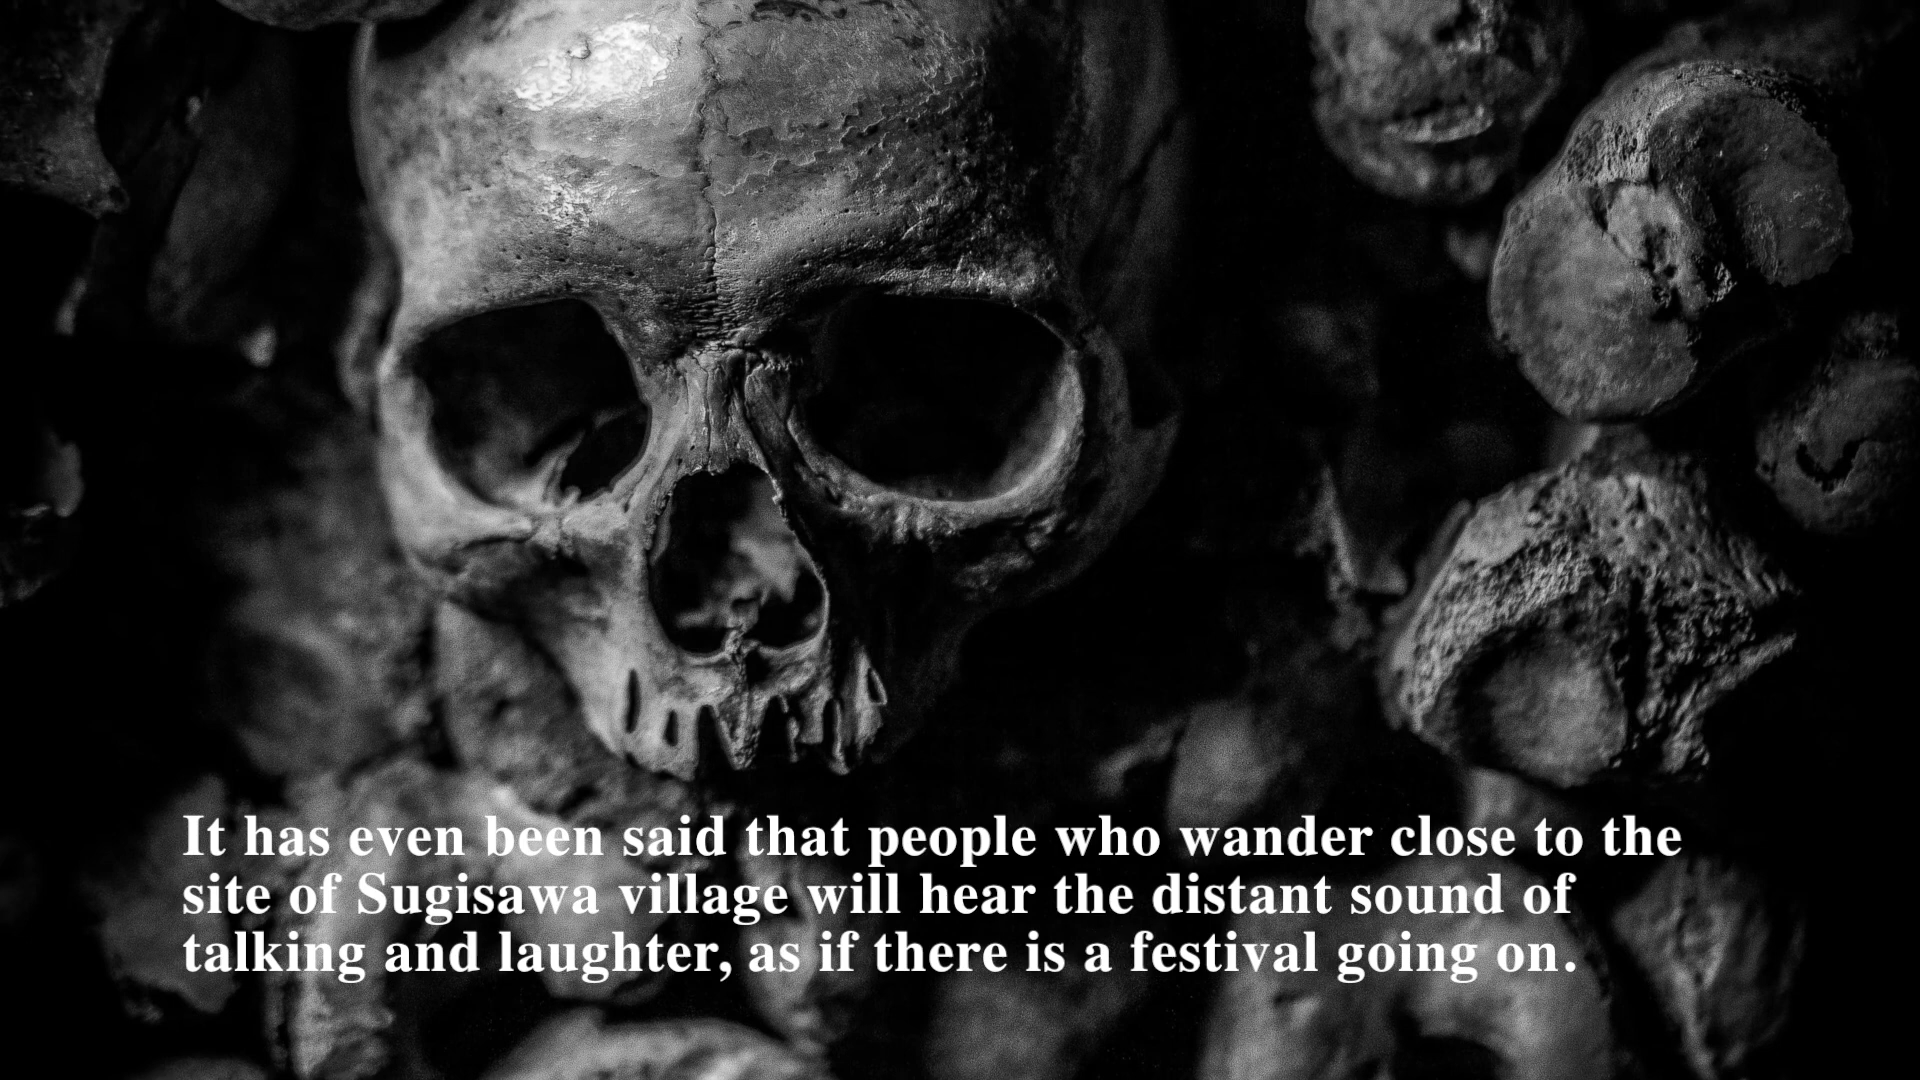 It has even been said that people who wander close to the
site of Sugisawa village will hear the distant sound of
talking and laughter, as if there is a festival going on.